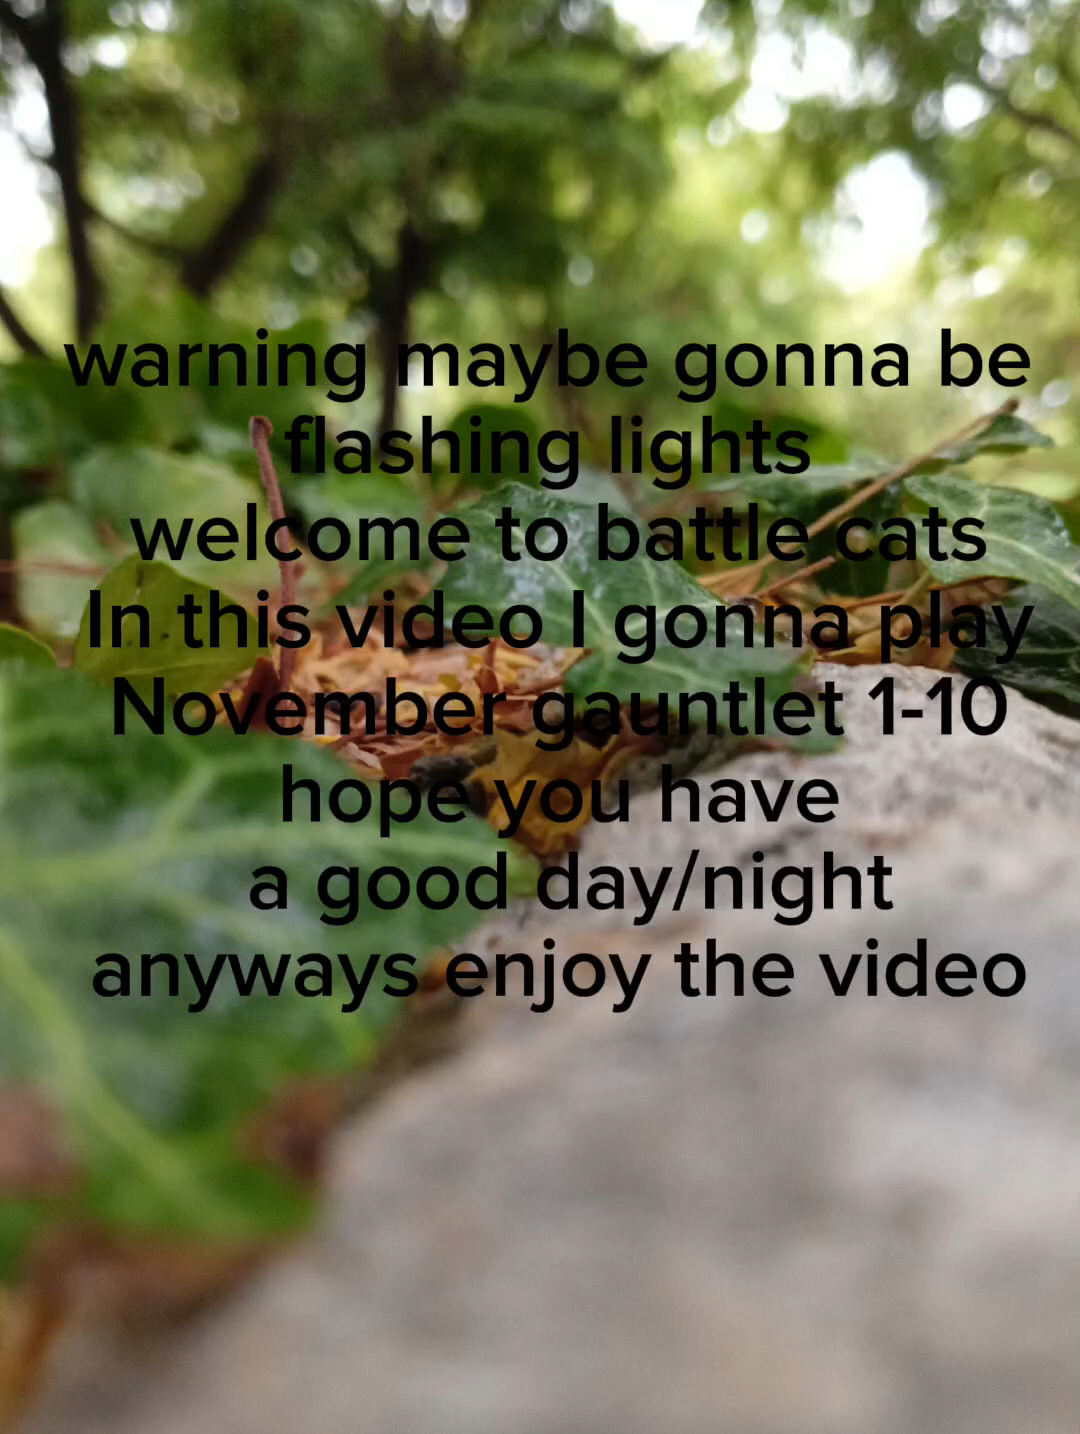 warning maybe gonna be
flashing lights
welcome to battle cats
In this video I gonna play
November gauntlet 1-10
hope you have
a good day/night
anyways enjoy the video